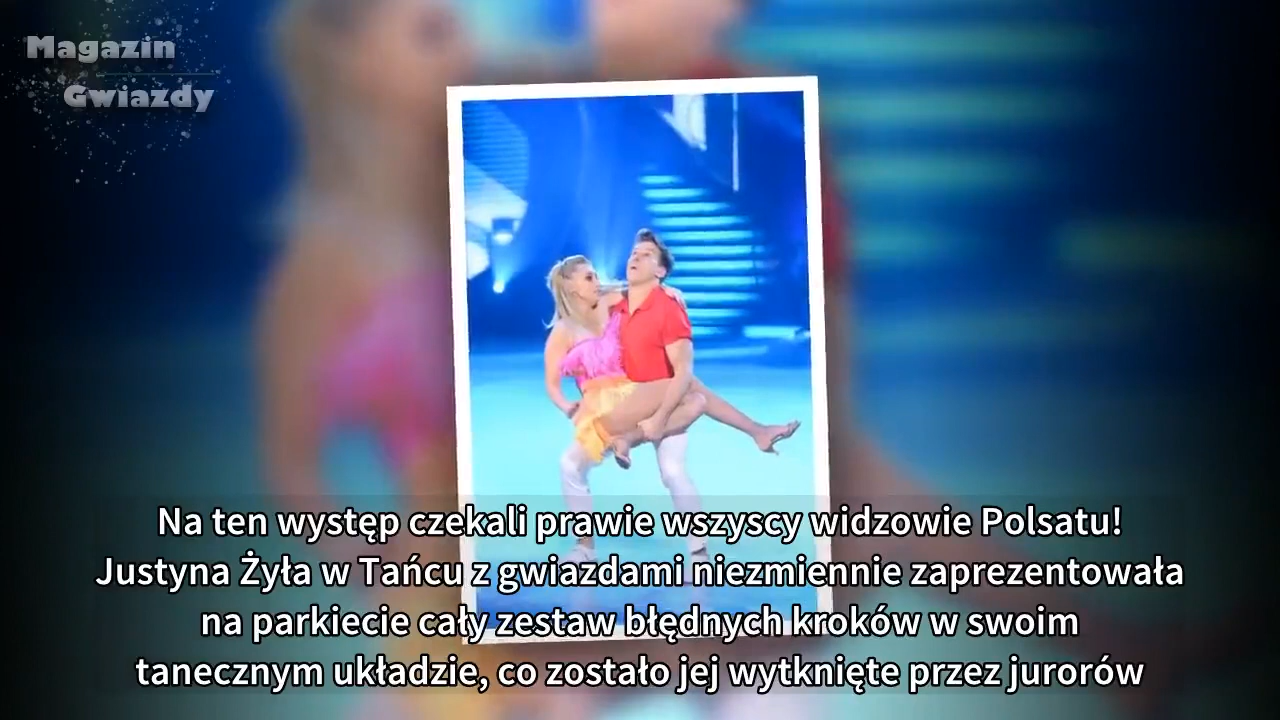 Magazin
Gwiazdy
Na ten występ czekali prawie wszyscy widzowie Polsatu!
Justyna Żyła w Tańcu z gwiazdami niezmiennie zaprezentowała
na parkiecie cały zestaw błędnych kroków w swoim
tanecznym układzie, co zostało jej wytknięte przez jurorów